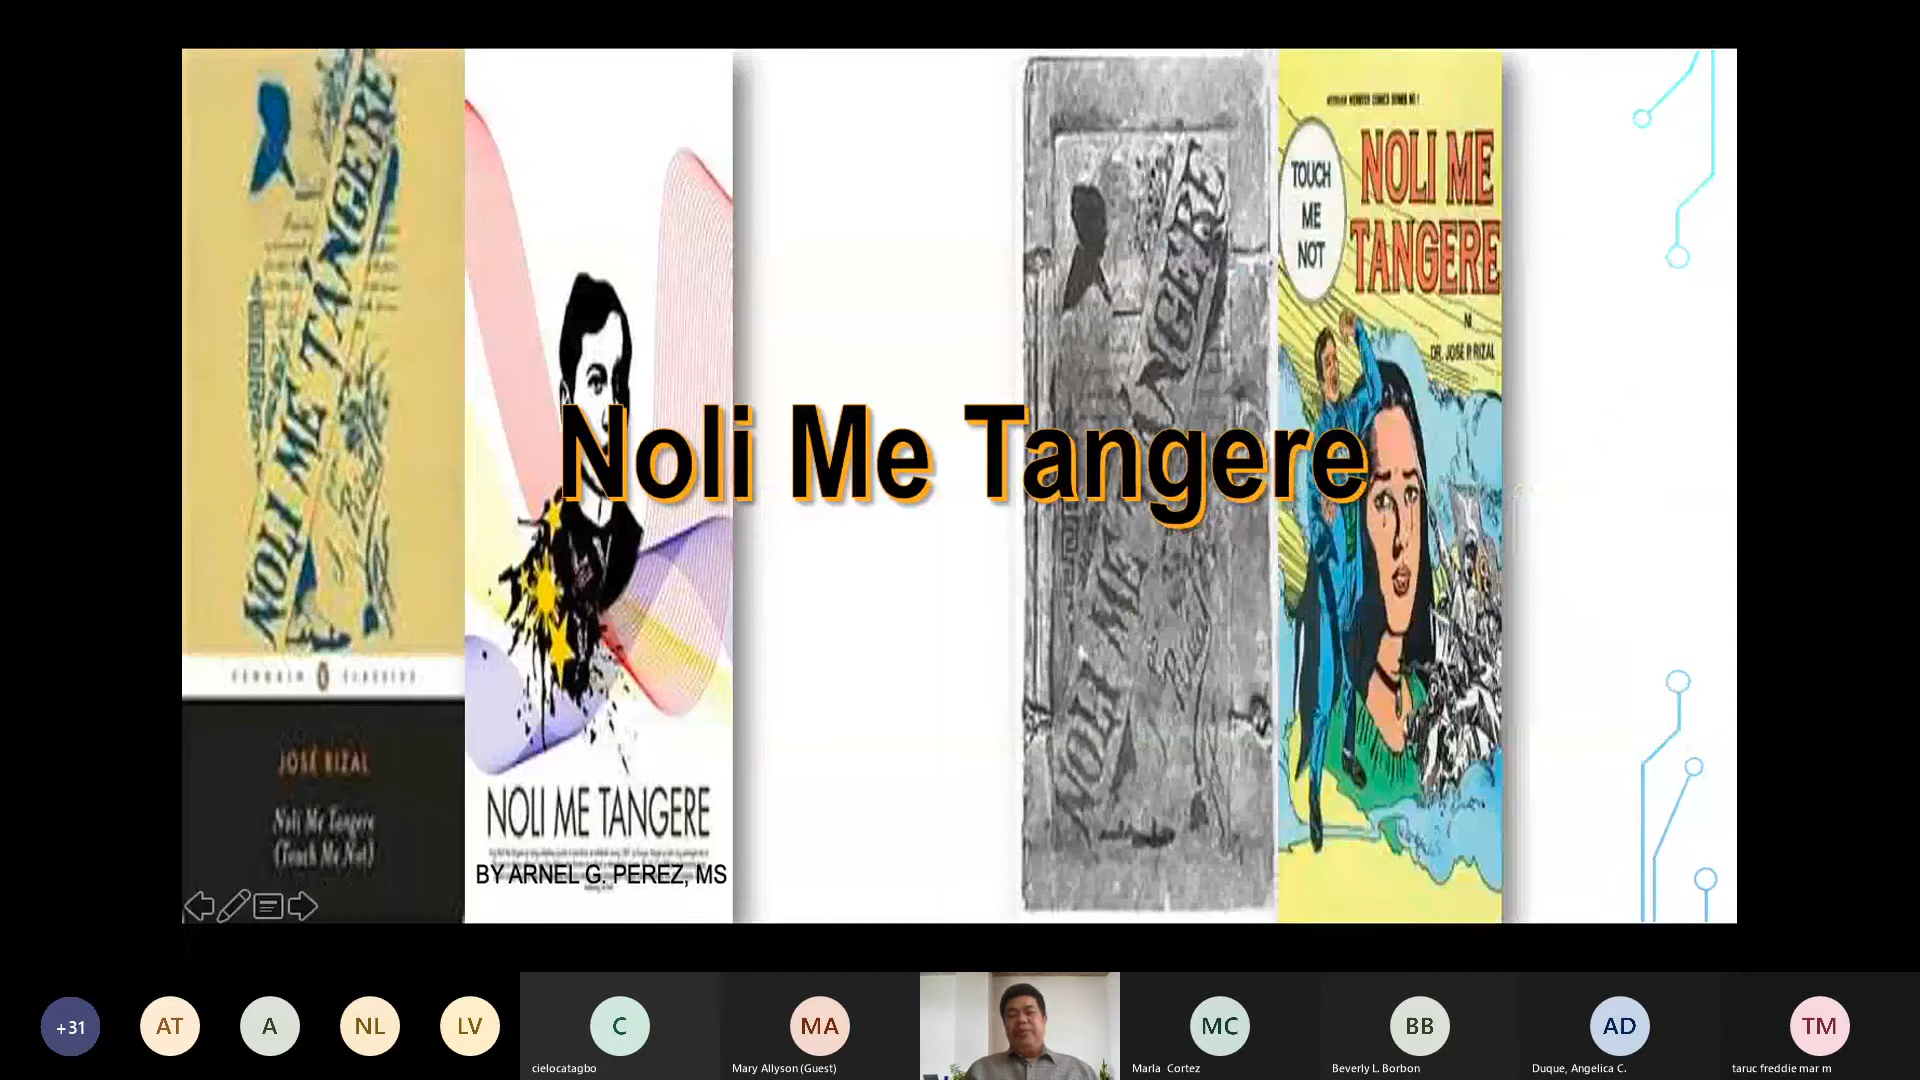 NOLI ME TÁNGERE
PENGUIN CLASSICS
JOSÉ RIZAL
Noli Me Tangere
(Touch Me Not)
NOLI ME TANGERE
BY ARNEL G. PEREZ, MS
Noli Me Tangere
NOLI ME TANGERE
TOUCH
ME
NOT
NOLI ME
TANGERE
NI
DR. JOSE P. RIZAL
+31
AT
A
NL
LV
C
cielocatagbo
MA
Mary Allyson (Guest)
MC
Marla Cortez
BB
Beverly L. Borbon
AD
Duque, Angelica C.
TM
taruc freddie mar m